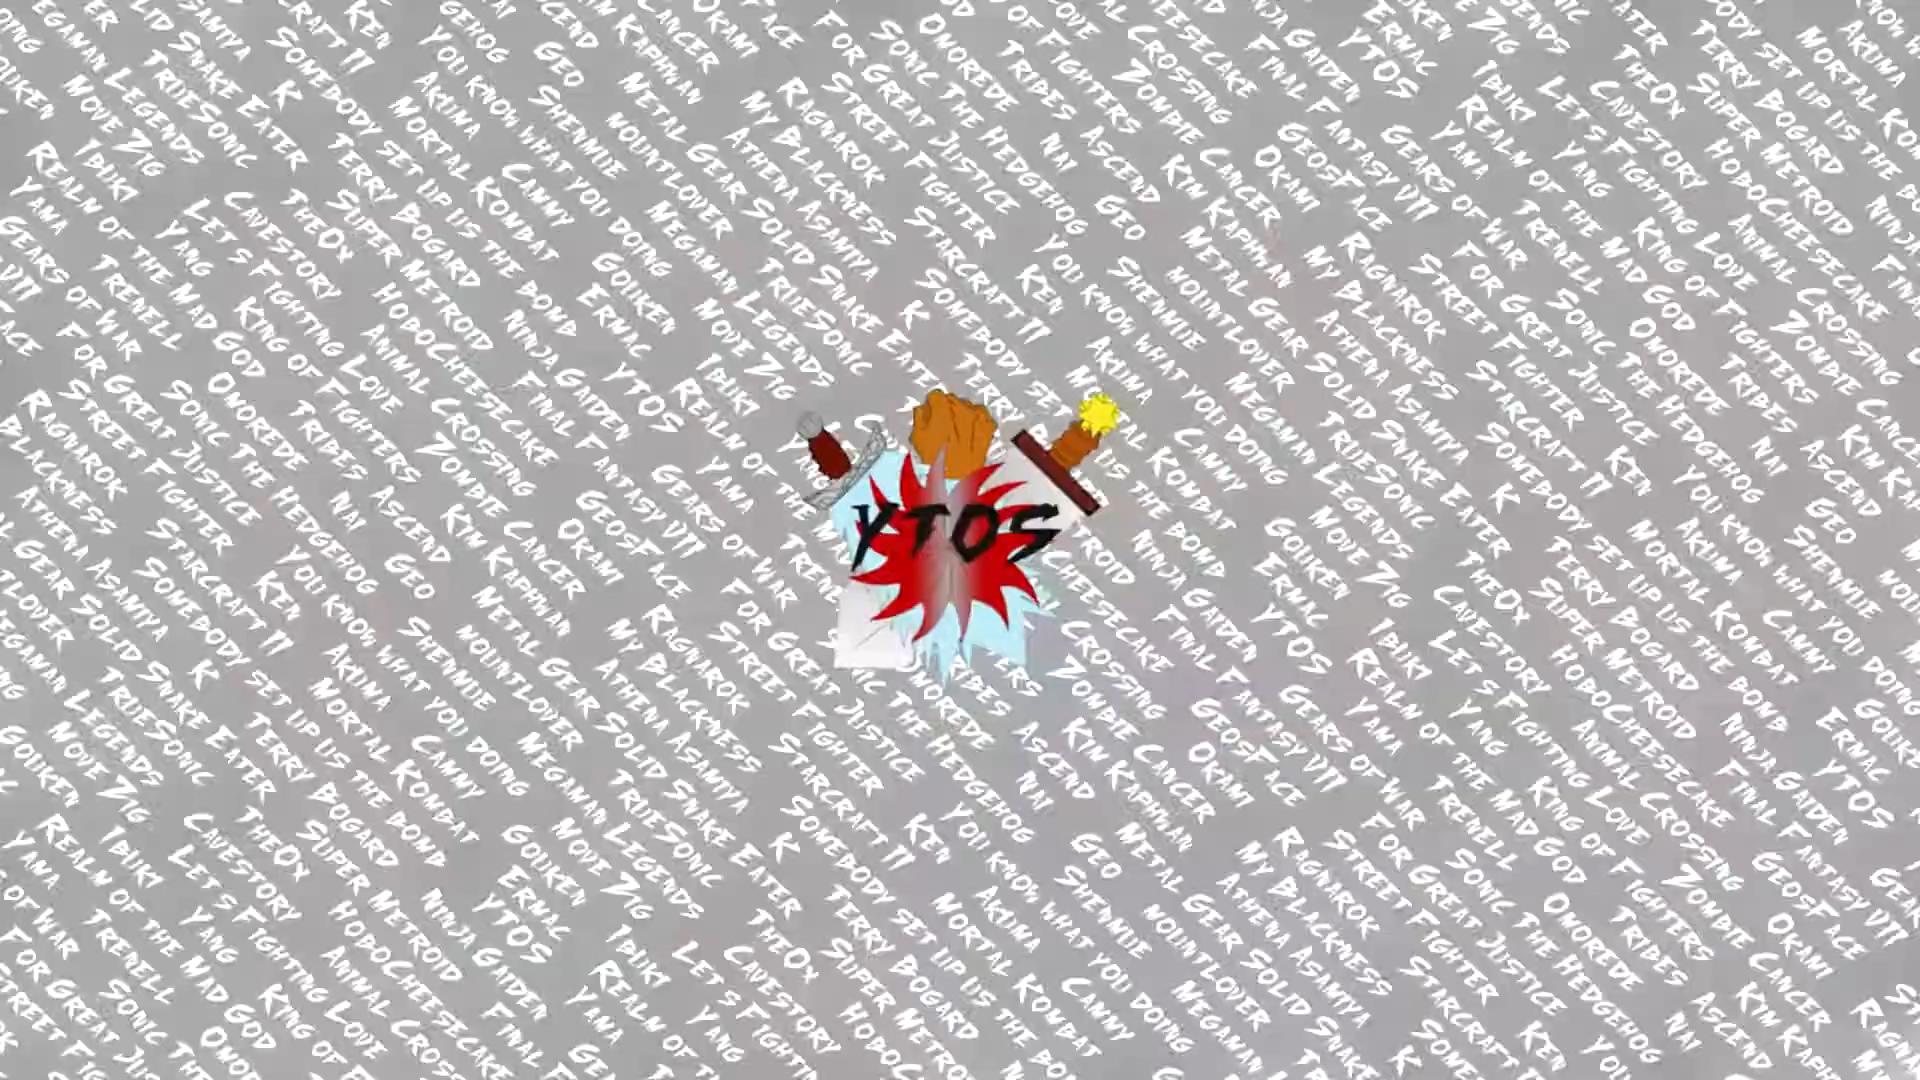 YTOS
Ragnarok
Street Fighter
Starcraft II
Ken
Akuma
Mortal Kombat
Cammy
Gouken
Ermac
YTOS
Ibuki
Realm of the Mad God
King of Fighters
Zombie Cancer
Okami
My Blackness
For Great Justice
Sonic The Hedgehog
You know what you doing
Megaman Legends
TrueSonic
Somebody set up us the bomb
Ninja Gaiden
Final Fantasy VII
GeosFace
Athena Asamiya
Omorede
Tribes Ascend
Nai
Geo
Shenmue
mountlover
Metal Gear Solid Snake Eater
K
Terry Bogard
Super Metroid
HoboCheesecake
Animal Crossing
Kim Kaphwan
Move Zig
Cavestory
TheOx
Let's Fighting Love
Yang
Yama
Gears of War
Trenell